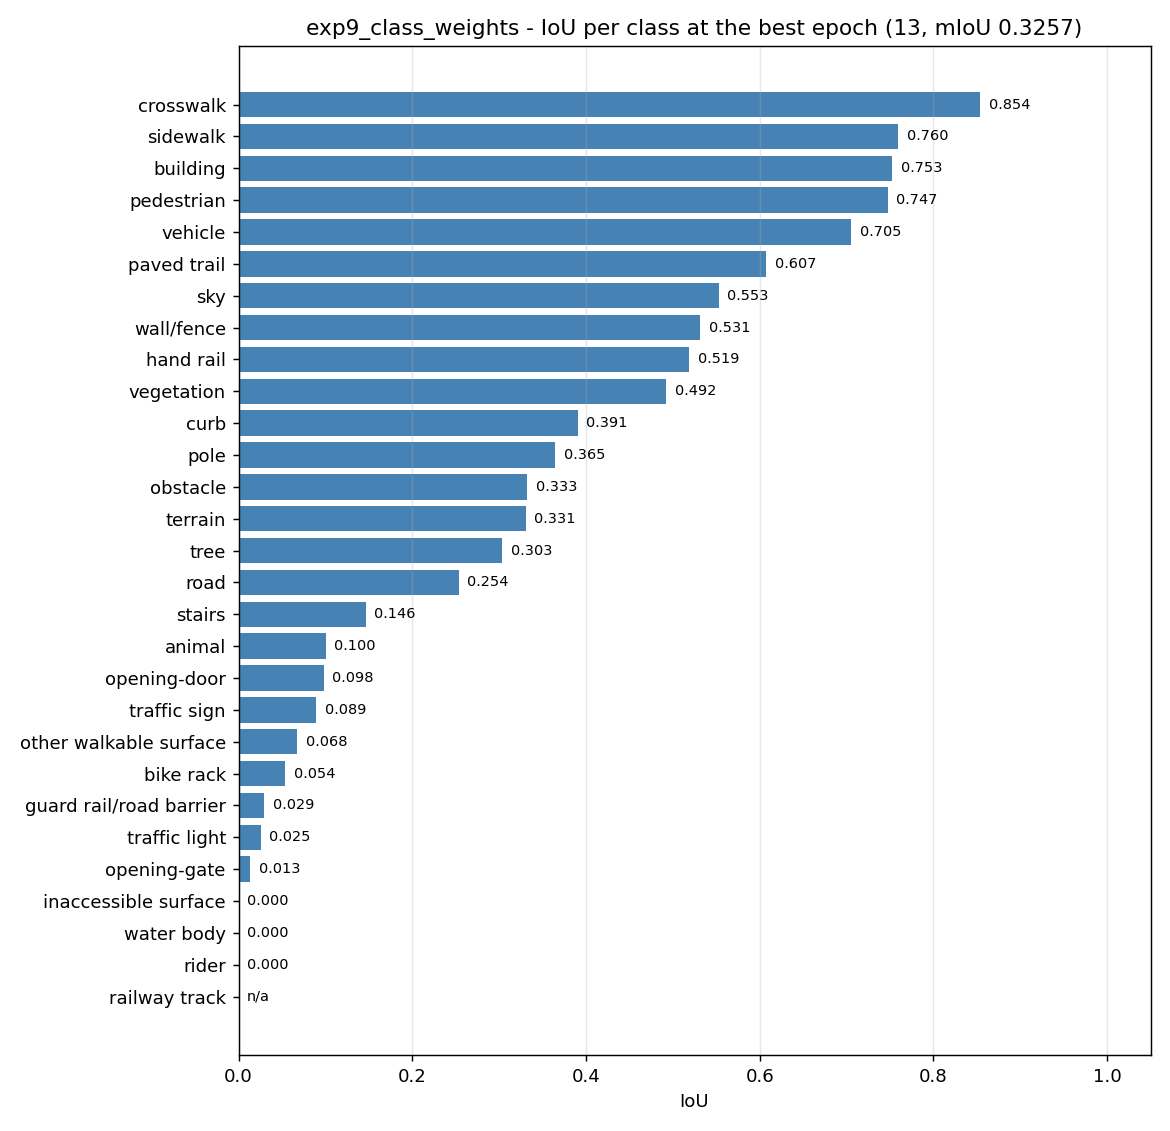 exp9_class_weights - IoU per class at the best epoch (13, mIoU 0.3257)
crosswalk 0.854
sidewalk 0.760
building 0.753
pedestrian 0.747
vehicle 0.705
paved trail 0.607
sky 0.553
wall/fence 0.531
hand rail 0.519
vegetation 0.492
curb 0.391
pole 0.365
obstacle 0.333
terrain 0.331
tree 0.303
road 0.254
stairs 0.146
animal 0.100
opening-door 0.098
traffic sign 0.089
other walkable surface 0.068
bike rack 0.054
guard rail/road barrier 0.029
traffic light 0.025
opening-gate 0.013
inaccessible surface 0.000
water body 0.000
rider 0.000
railway track n/a
0.0 0.2 0.4 0.6 0.8 1.0
IoU